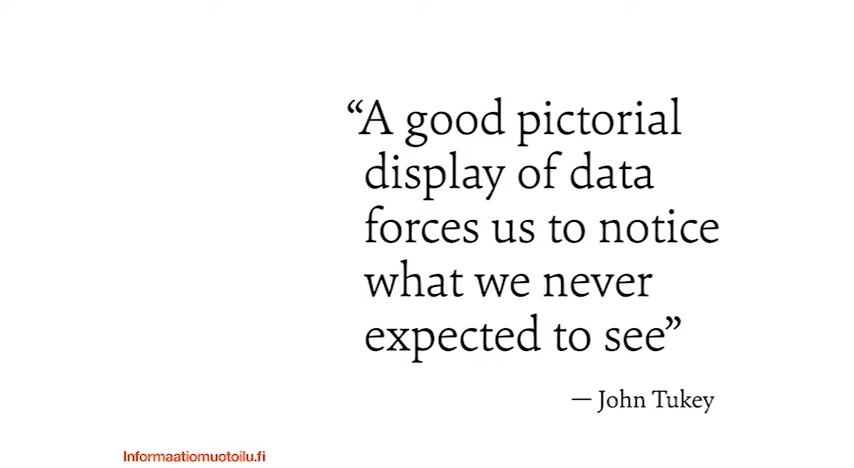 “A good pictorial
display of data
forces us to notice
what we never
expected to see”
— John Tukey
Informaatiomuotoilu.fi